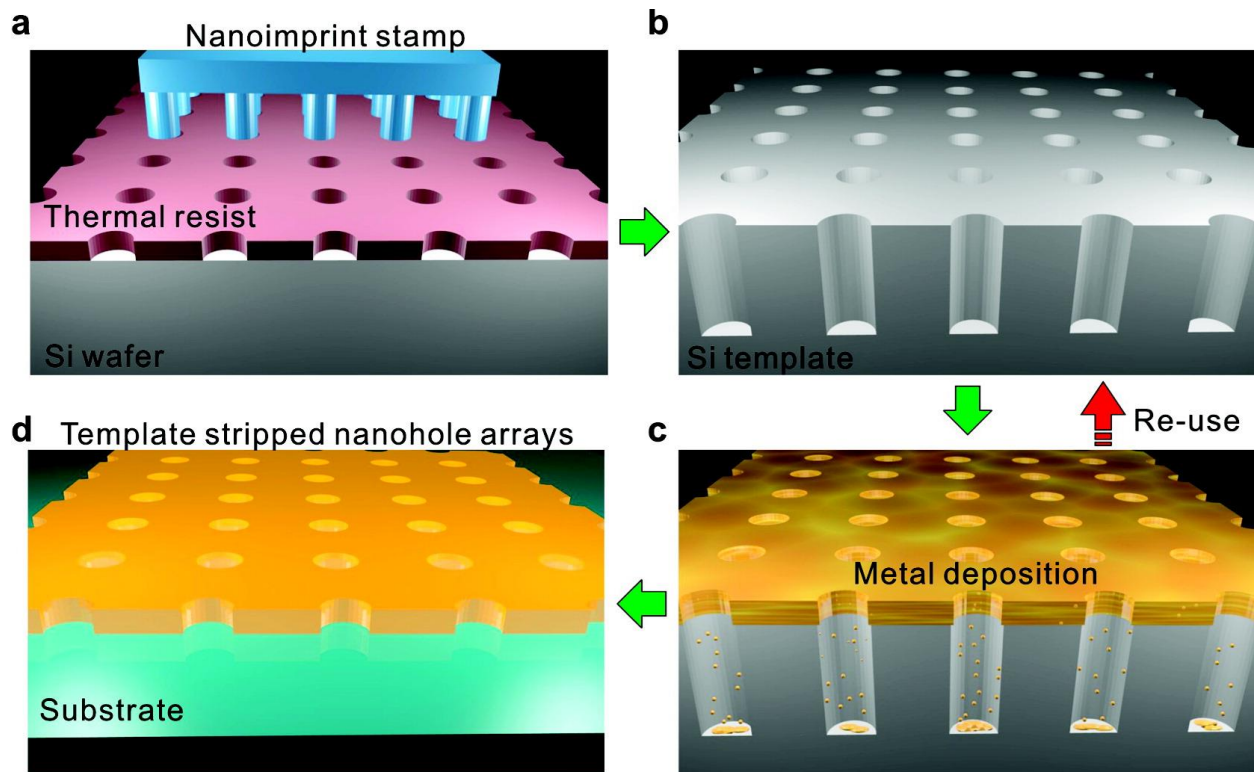 a
Nanoimprint stamp
Thermal resist
Si wafer
b
Si template
Re-use
c
Metal deposition
d
Template stripped nanohole arrays
Substrate